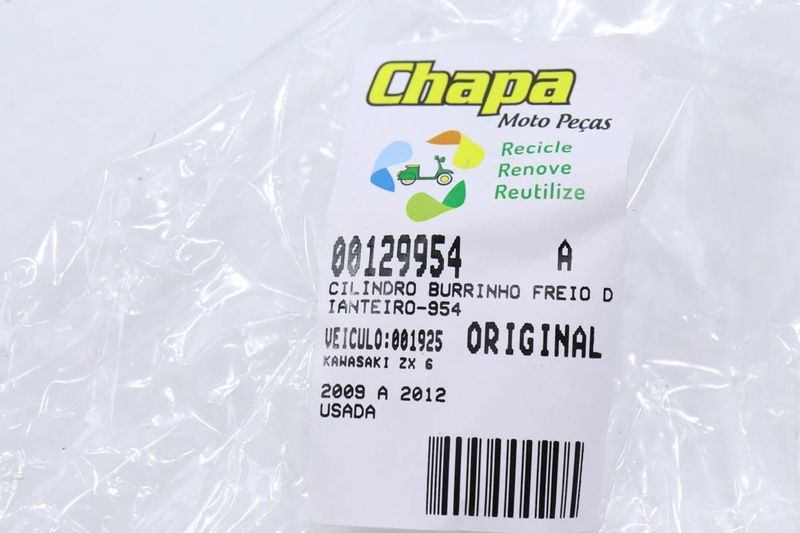 Chapa
Moto Peças
Recicle
Renove
Reutilize
00129954 A
CILINDRO BURRINHO FREIO D
IANTEIRO-954
VEICULO:001925 ORIGINAL
KAWASAKI ZX 6
2009 A 2012
USADA